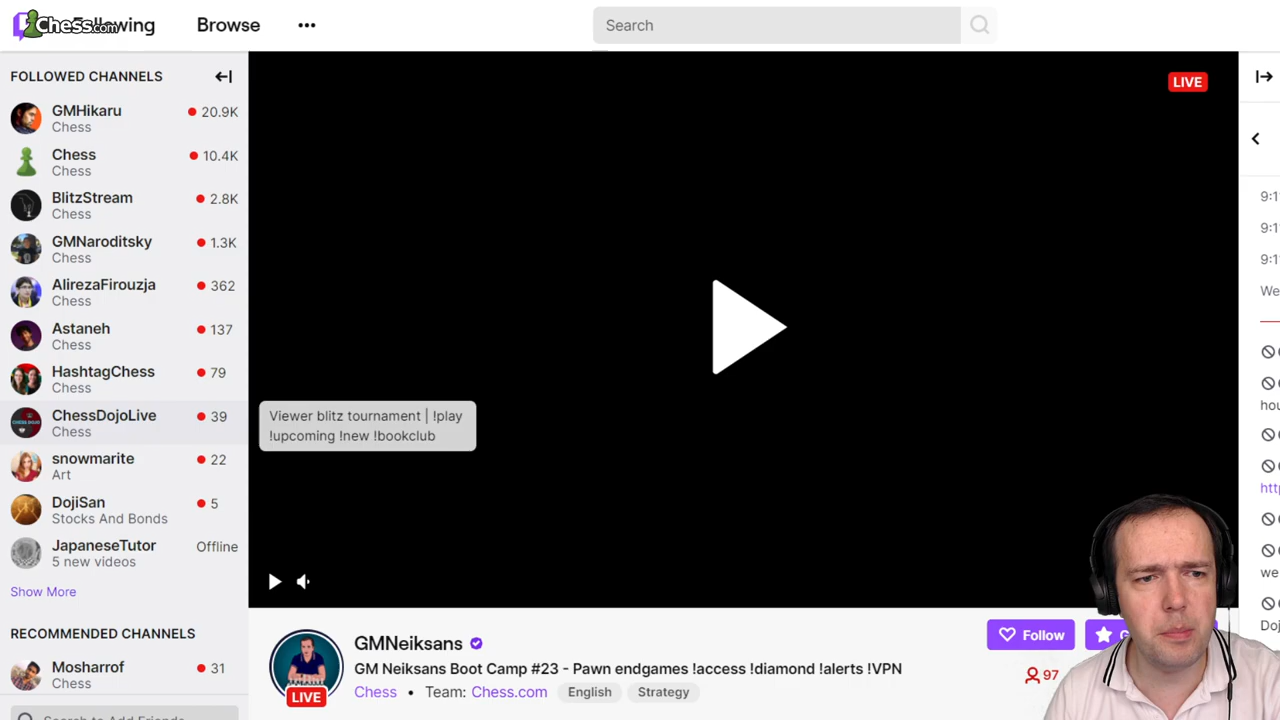 Chess.com
Following
Browse
Search
FOLLOWED CHANNELS
GMHikaru
20.9K
Chess
Chess
10.4K
Chess
BlitzStream
2.8K
Chess
GMNaroditsky
1.3K
Chess
AlirezaFirouzja
362
Chess
Astaneh
137
Chess
HashtagChess
79
Chess
ChessDojoLive
39
Chess
snowmarite
22
Art
DojiSan
5
Stocks And Bonds
JapaneseTutor
Offline
5 new videos
Show More
RECOMMENDED CHANNELS
Mosharrof
31
Chess
LIVE
Viewer blitz tournament | !play
!upcoming !new !bookclub
GMNeiksans
GM Neiksans Boot Camp #23 - Pawn endgames !access !diamond !alerts !VPN
LIVE
Chess • Team: Chess.com English Strategy
Follow
97